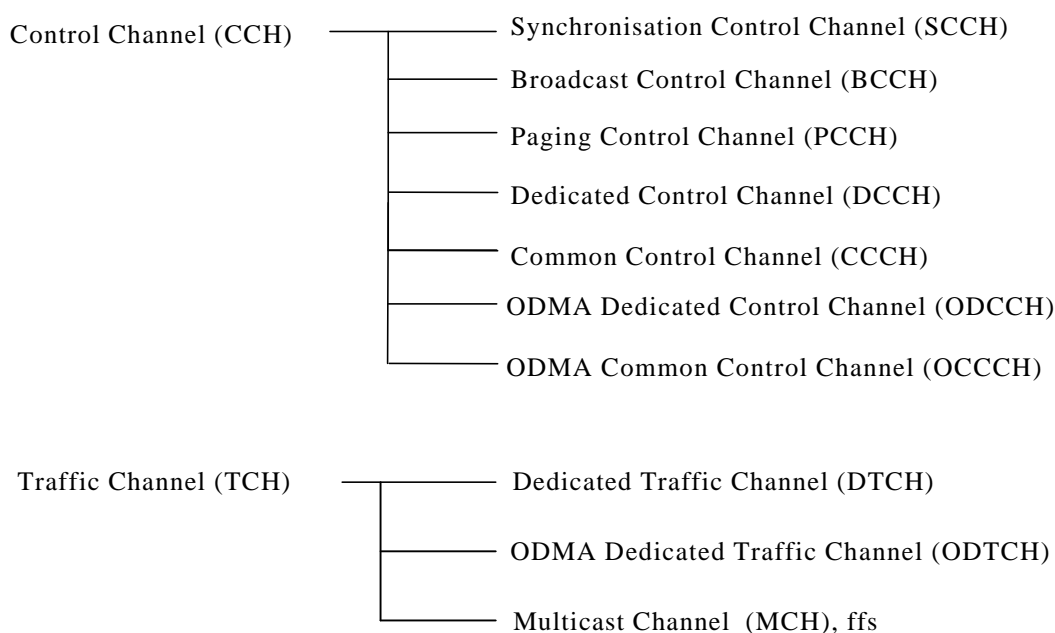 Control Channel (CCH)
Synchronisation Control Channel (SCCH)
Broadcast Control Channel (BCCH)
Paging Control Channel (PCCH)
Dedicated Control Channel (DCCH)
Common Control Channel (CCCH)
ODMA Dedicated Control Channel (ODCCH)
ODMA Common Control Channel (OCCCH)
Traffic Channel (TCH)
Dedicated Traffic Channel (DTCH)
ODMA Dedicated Traffic Channel (ODTCH)
Multicast Channel (MCH), ffs